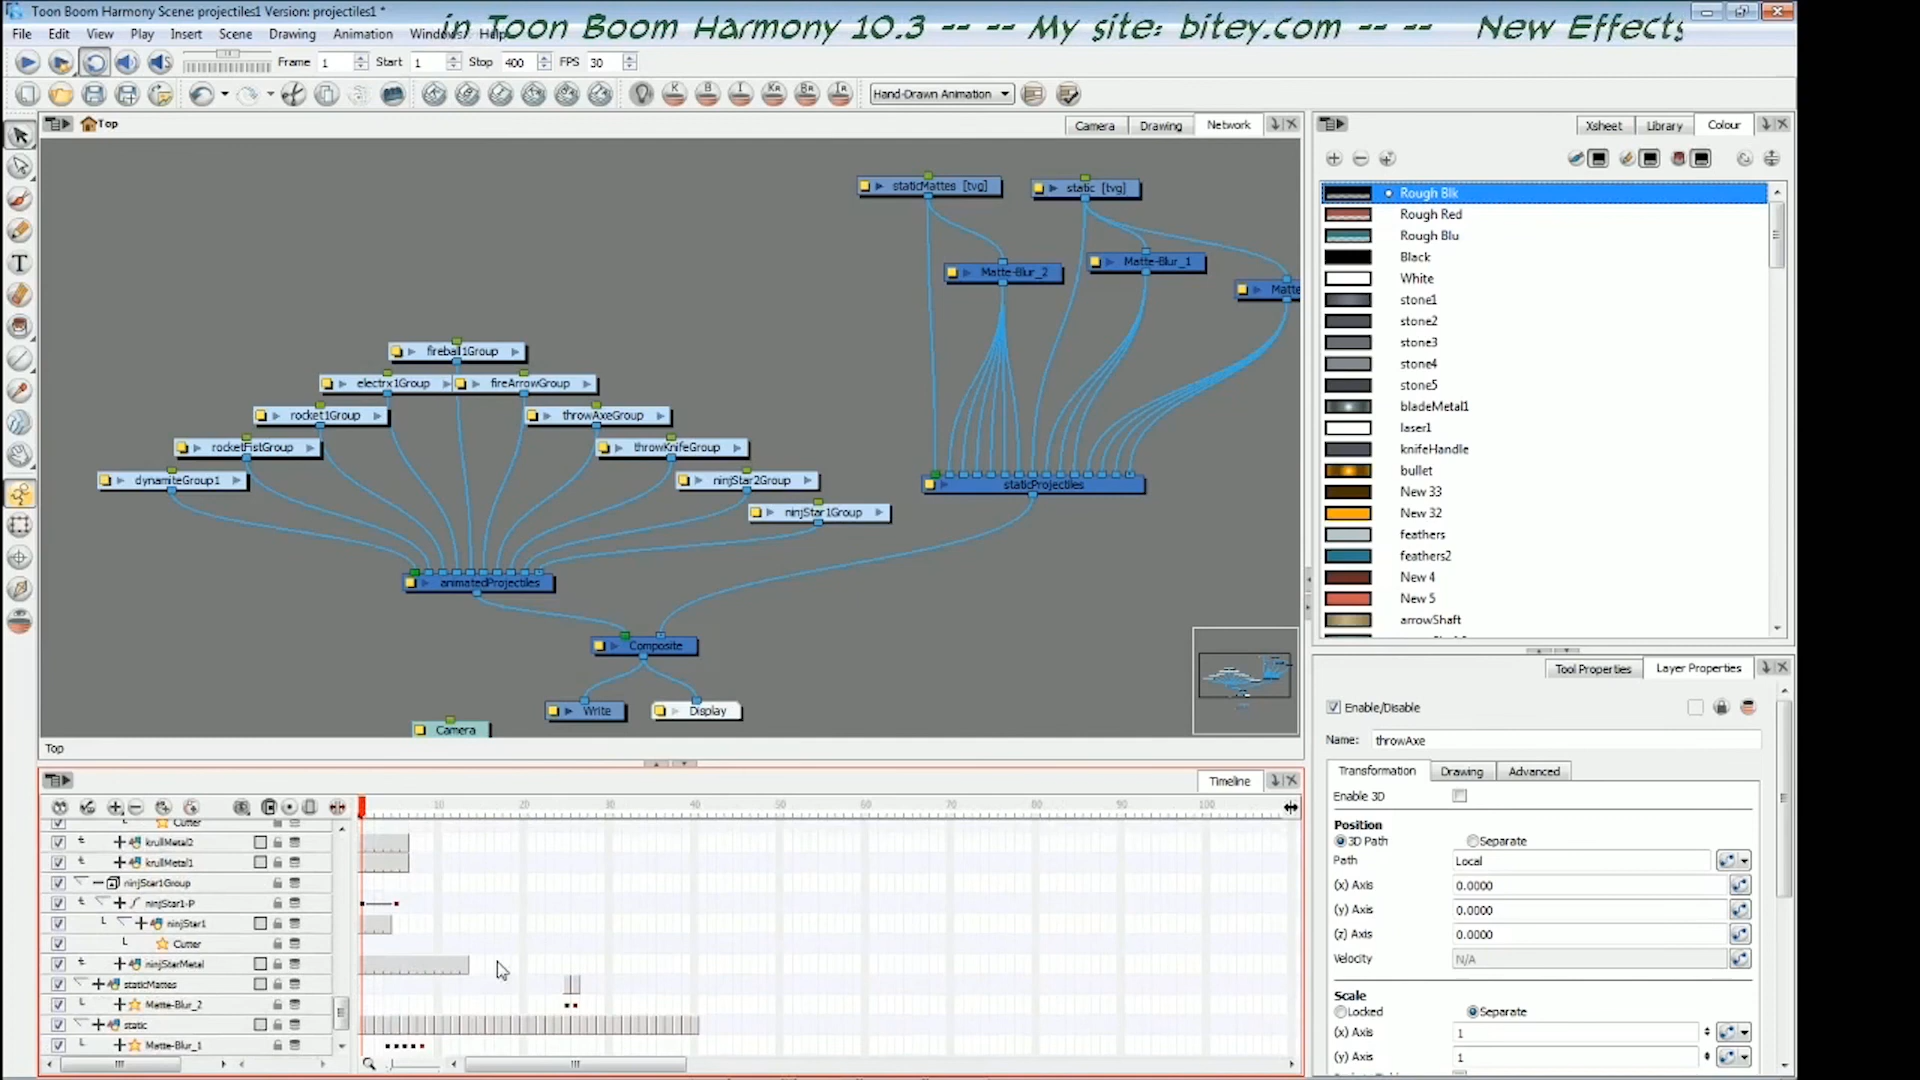 Toon Boom Harmony Scene: projectiles1 Version: projectiles1 *
in Toon Boom Harmony 10.3 -- -- My site: bitey.com -- -- New Effects
File Edit View Play Insert Scene Drawing Animation Windows Help
Frame 1 Start 1 Stop 400 FPS 30
K B I KR BR IR Hand-Drawn Animation
Top Camera Drawing Network
Xsheet Library Colour
staticMattes [tvg] static [tvg]
Matte-Blur_2 Matte-Blur_1 Matte
fireball1Group
electrx1Group fireArrowGroup
rocket1Group throwAxeGroup
rocketFistGroup throwKnifeGroup
dynamiteGroup1 ninjStar2Group
ninjStar1Group
staticProjectiles
animatedProjectiles
Composite
Write Display
Camera
Top
Rough Blk
Rough Red
Rough Blu
Black
White
stone1
stone2
stone3
stone4
stone5
bladeMetal1
laser1
knifeHandle
bullet
New 33
New 32
feathers
feathers2
New 4
New 5
arrowShaft
Tool Properties Layer Properties
Enable/Disable
Name: throwAxe
Transformation Drawing Advanced
Enable 3D
Position
3D Path Separate
Path Local
(x) Axis 0.0000
(y) Axis 0.0000
(z) Axis 0.0000
Velocity N/A
Scale
Locked Separate
(x) Axis 1
(y) Axis 1
Timeline
10 20 30 40 50 60 70 80 90 100
Cutter
krullMetal2
krullMetal1
ninjStar1Group
ninjStar1-P
ninjStar1
Cutter
ninjStarMetal
staticMattes
Matte-Blur_2
static
Matte-Blur_1